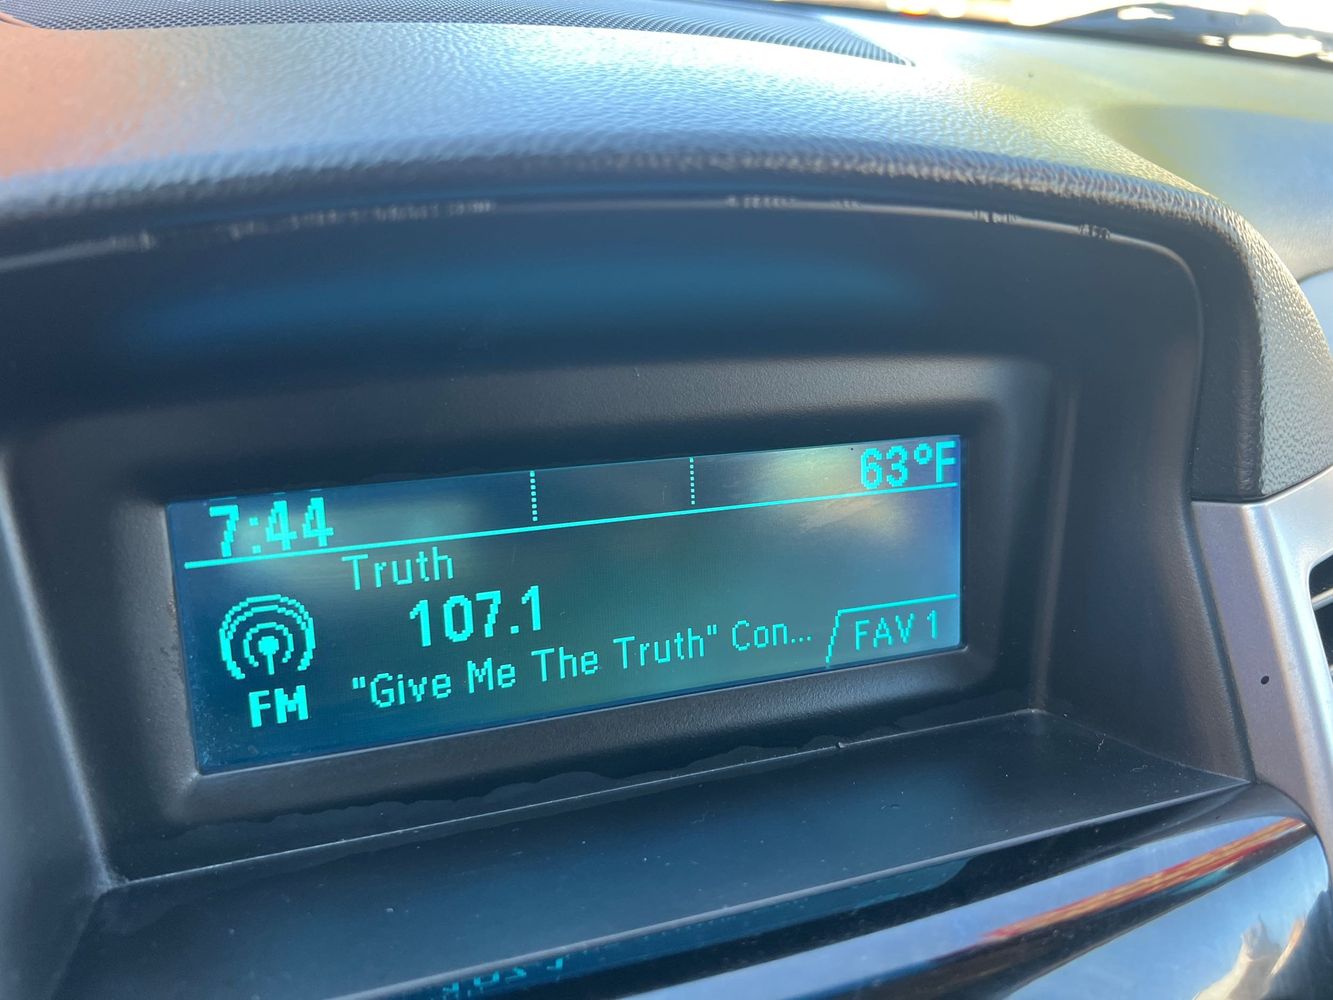 7:44 63°F
Truth
107.1
FM "Give Me The Truth" Con... FAV 1